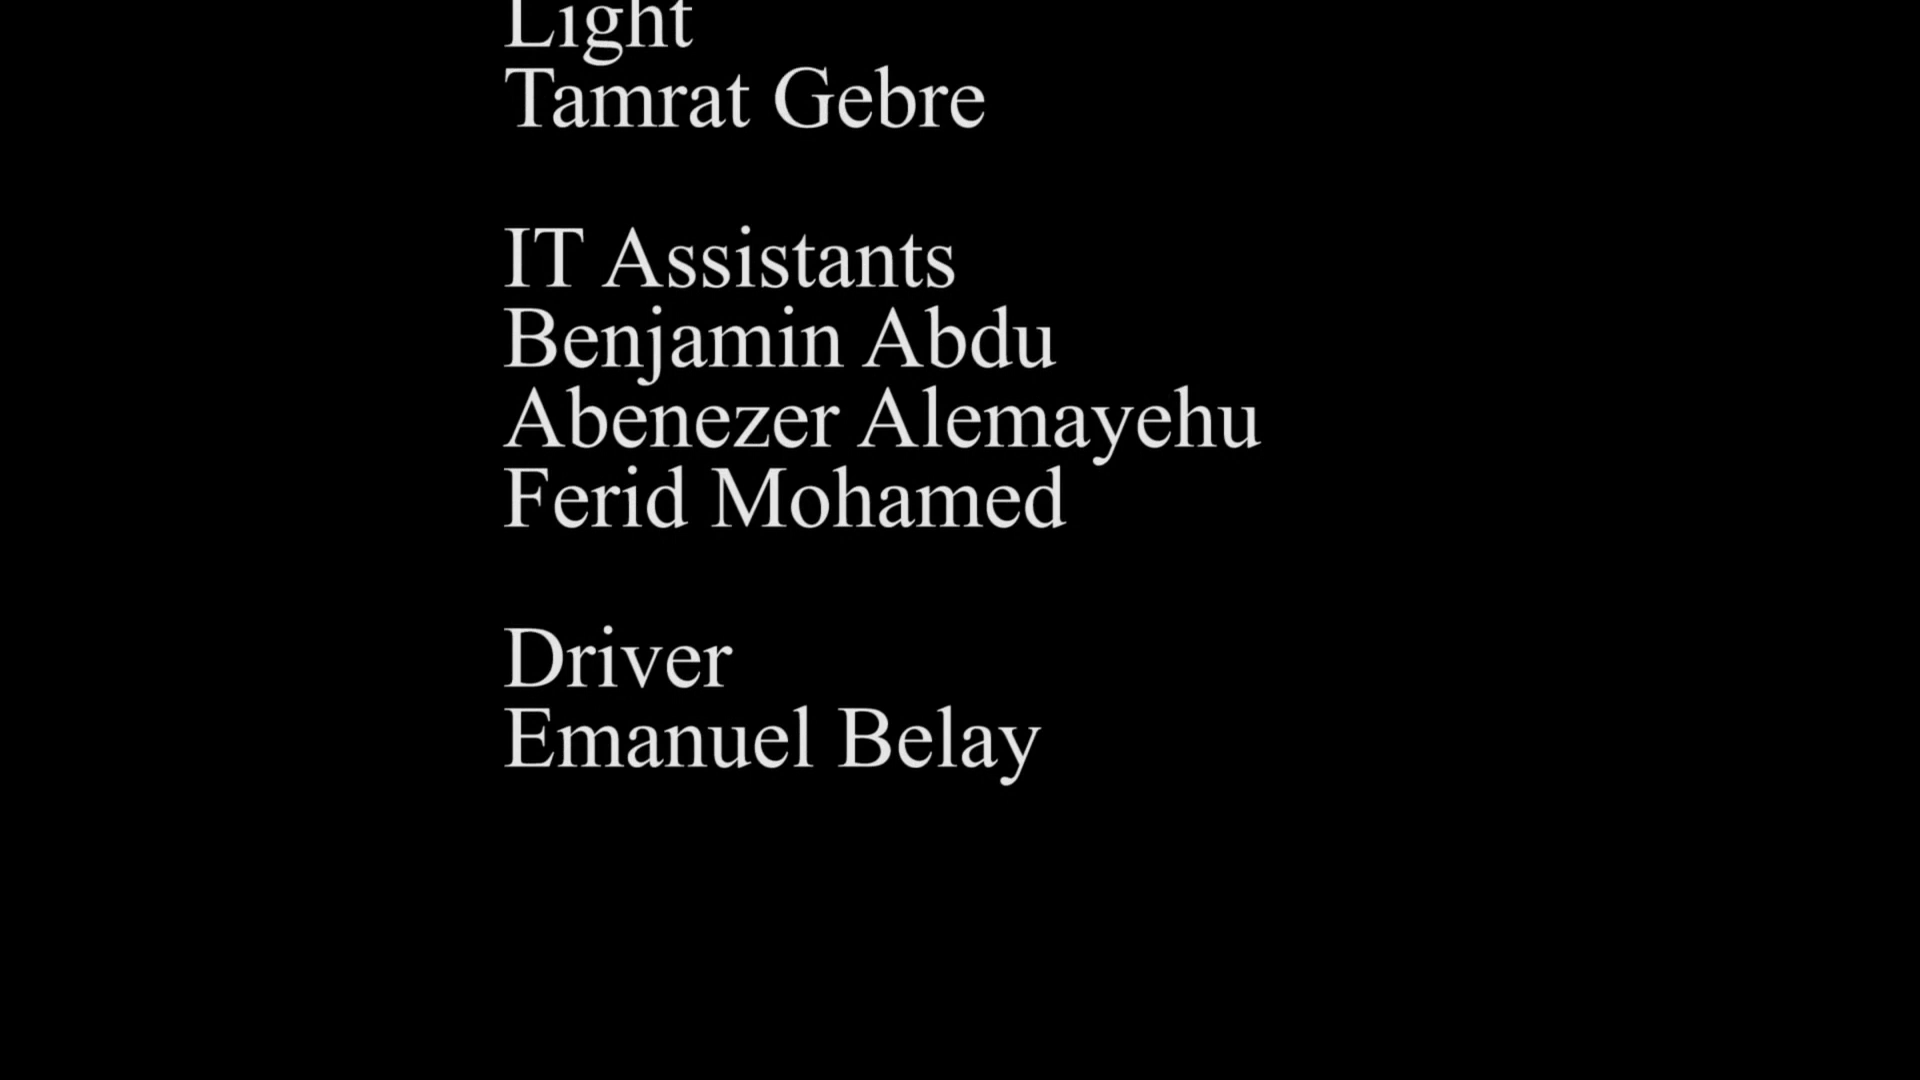 Light
Tamrat Gebre
IT Assistants
Benjamin Abdu
Abenezer Alemayehu
Ferid Mohamed
Driver
Emanuel Belay